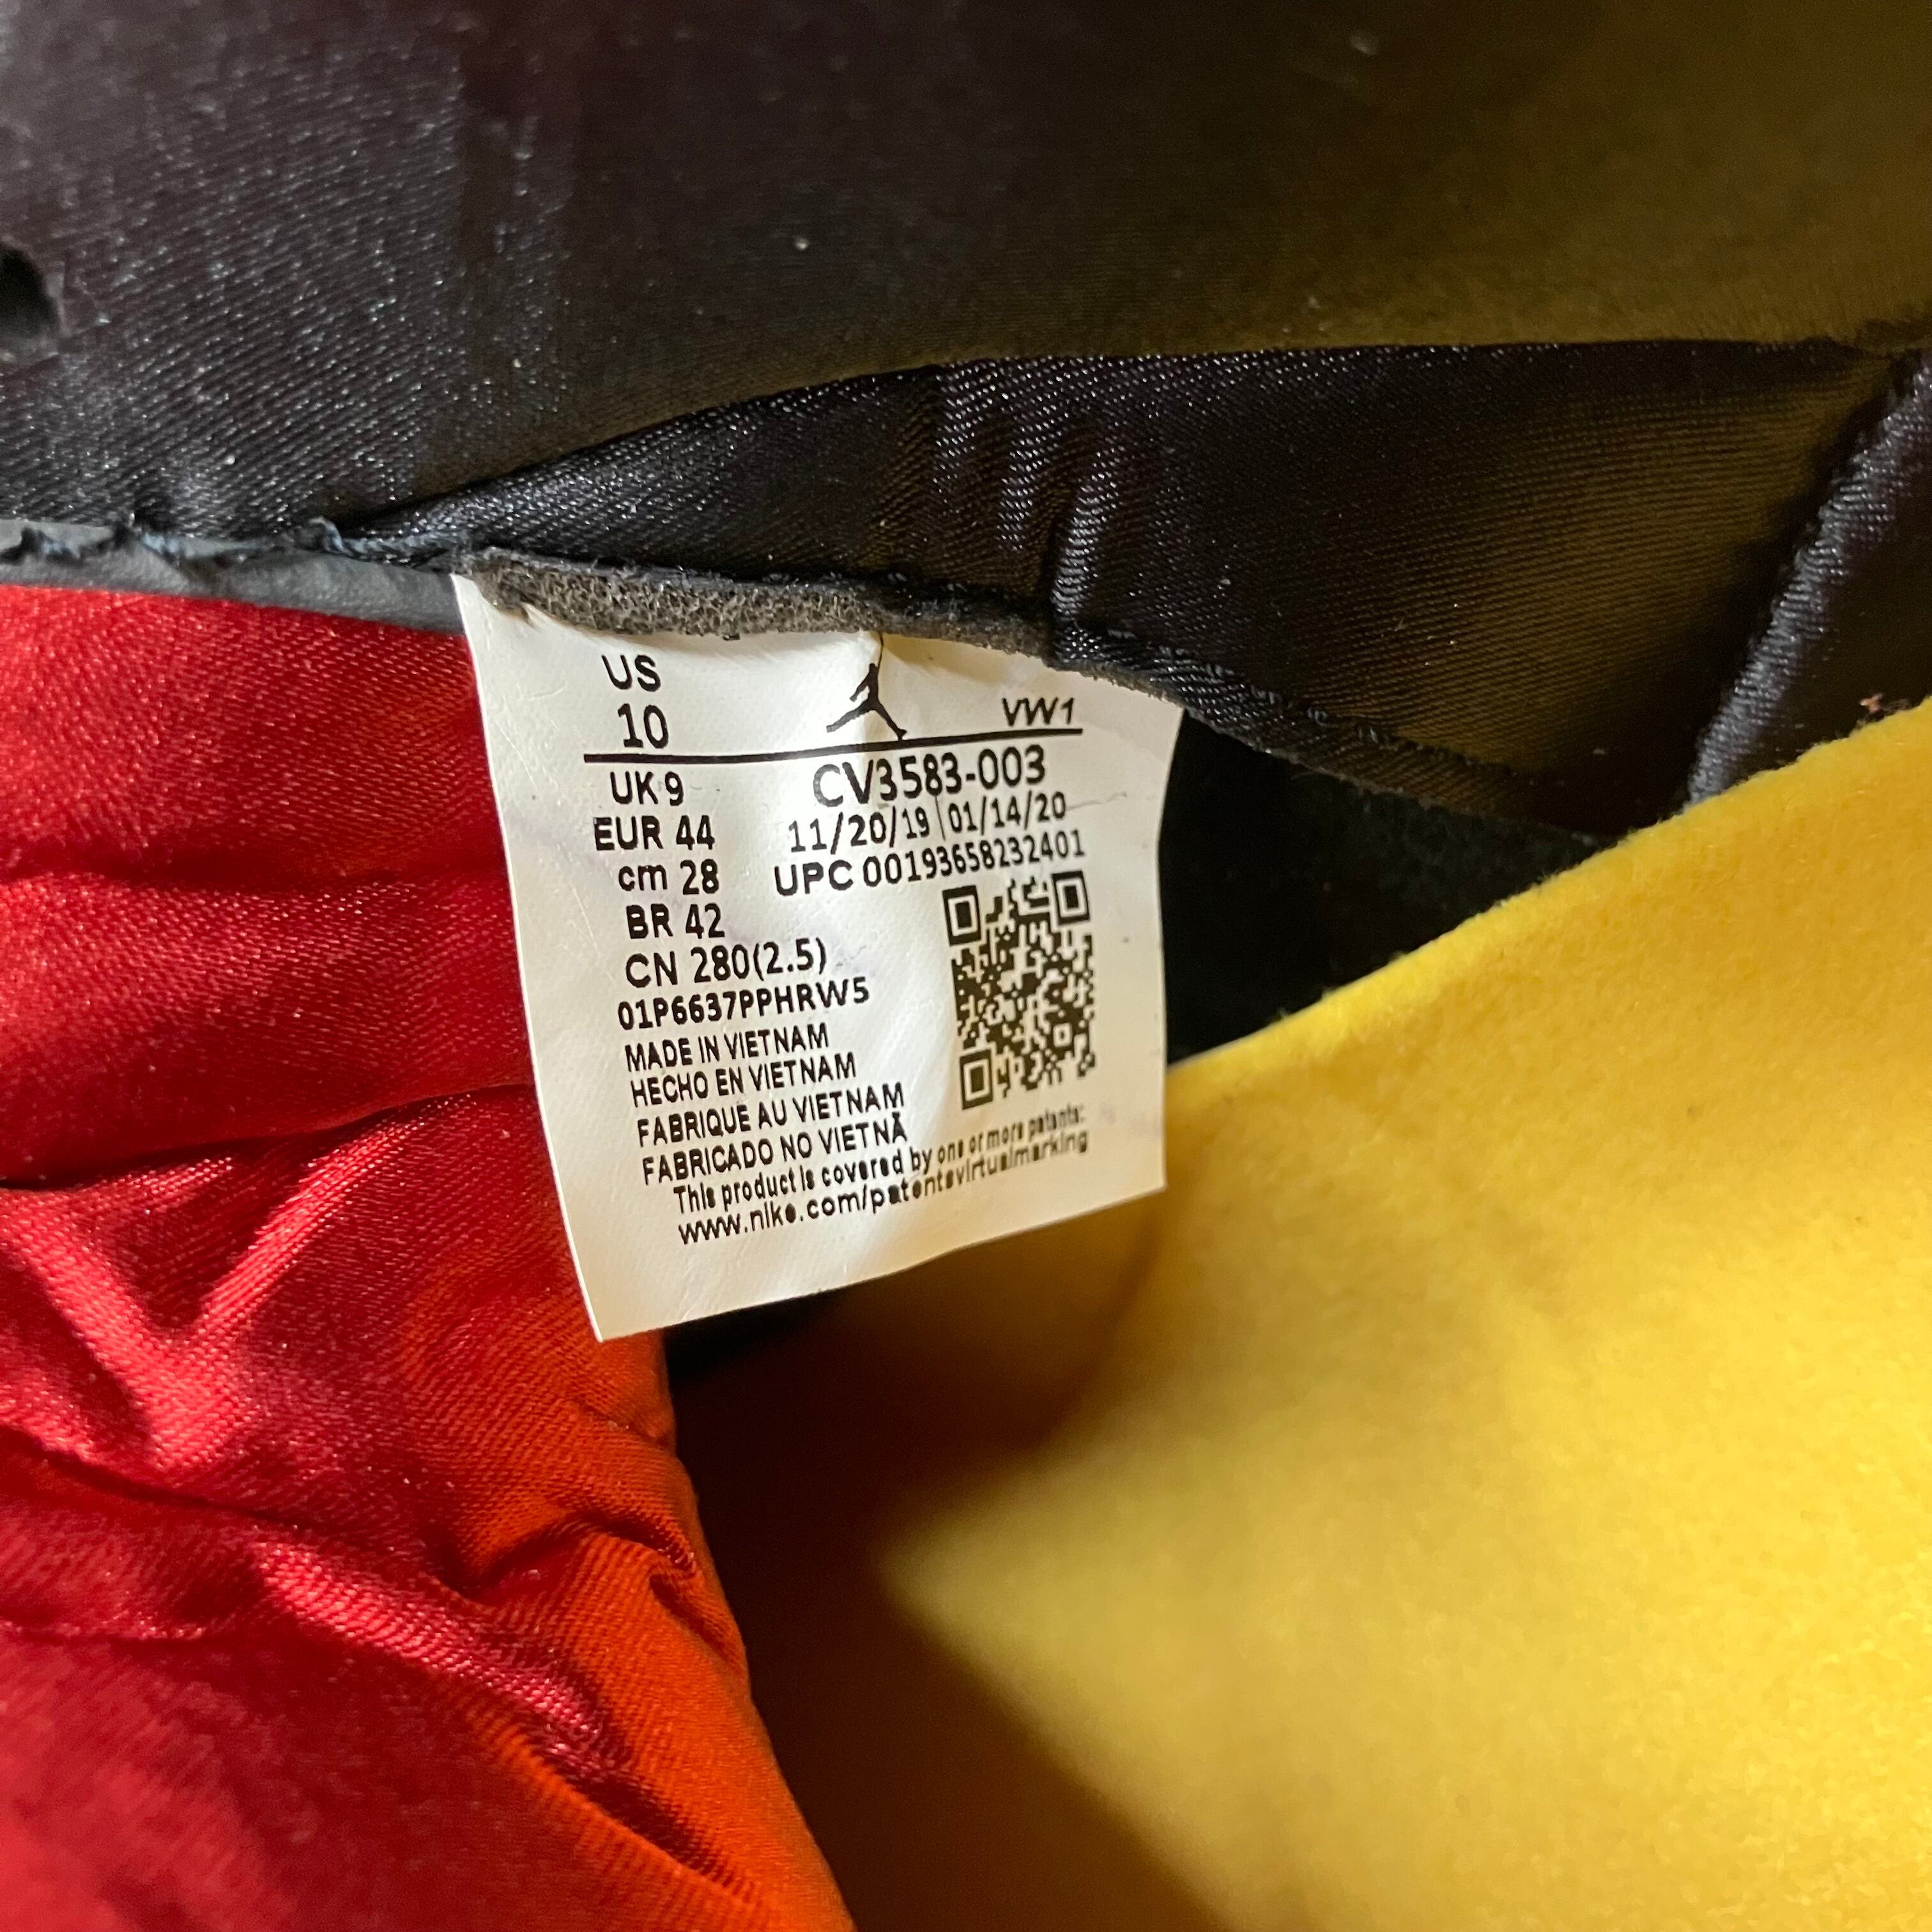 US
10
VW1
UK 9
CV3583-003
EUR 44
11/20/19 01/14/20
cm 28
UPC 00193658232401
BR 42
CN 280(2.5)
01P6637PPHRW5
MADE IN VIETNAM
HECHO EN VIETNAM
FABRIQUE AU VIETNAM
FABRICADO NO VIETNÃ
This product is covered by one or more patents:
www.nike.com/patentsvirtualmarking